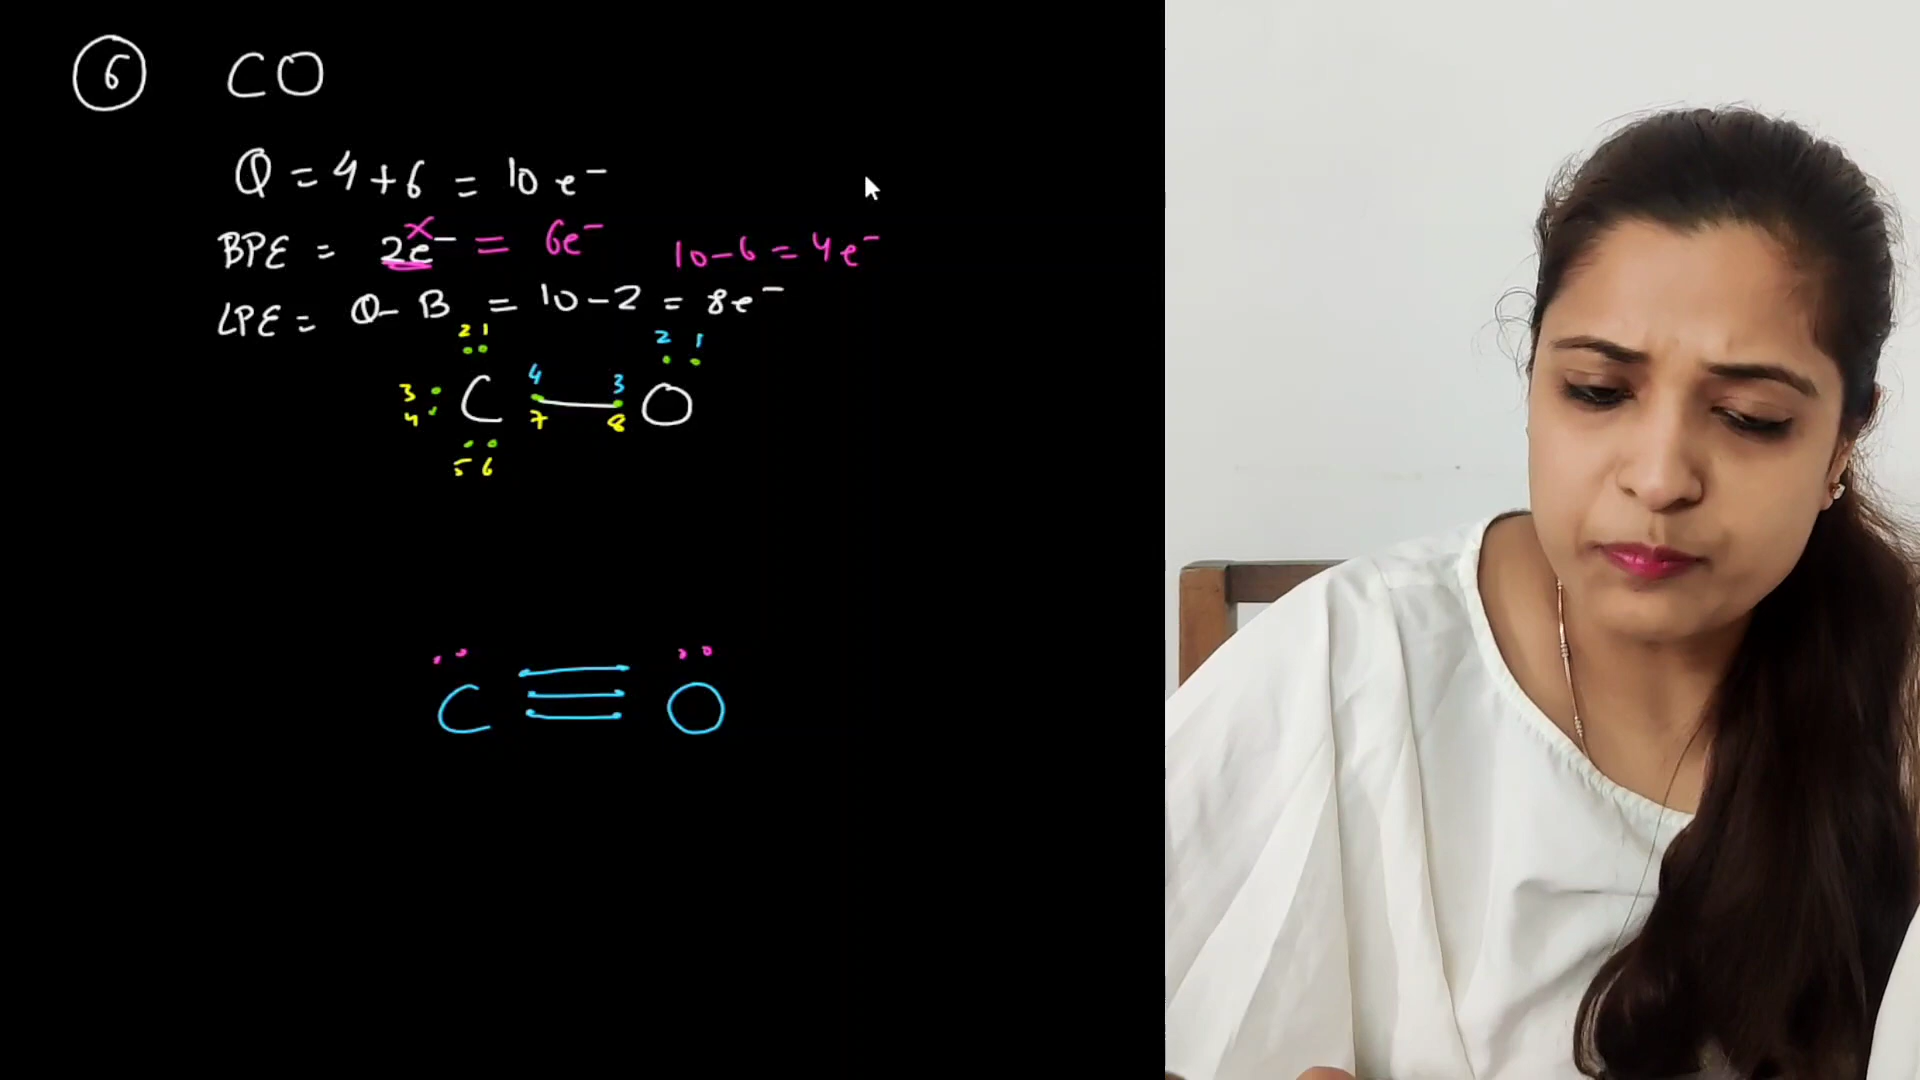 6 CO
Q = 4 + 6 = 10 e⁻
BPE = 2e⁻ x = 6e⁻ 10 - 6 = 4e⁻
LPE = Q - B = 10 - 2 = 8e⁻
2 1 2 1
3 C 4 3 O
4 7 8
5 6
C ≡ O